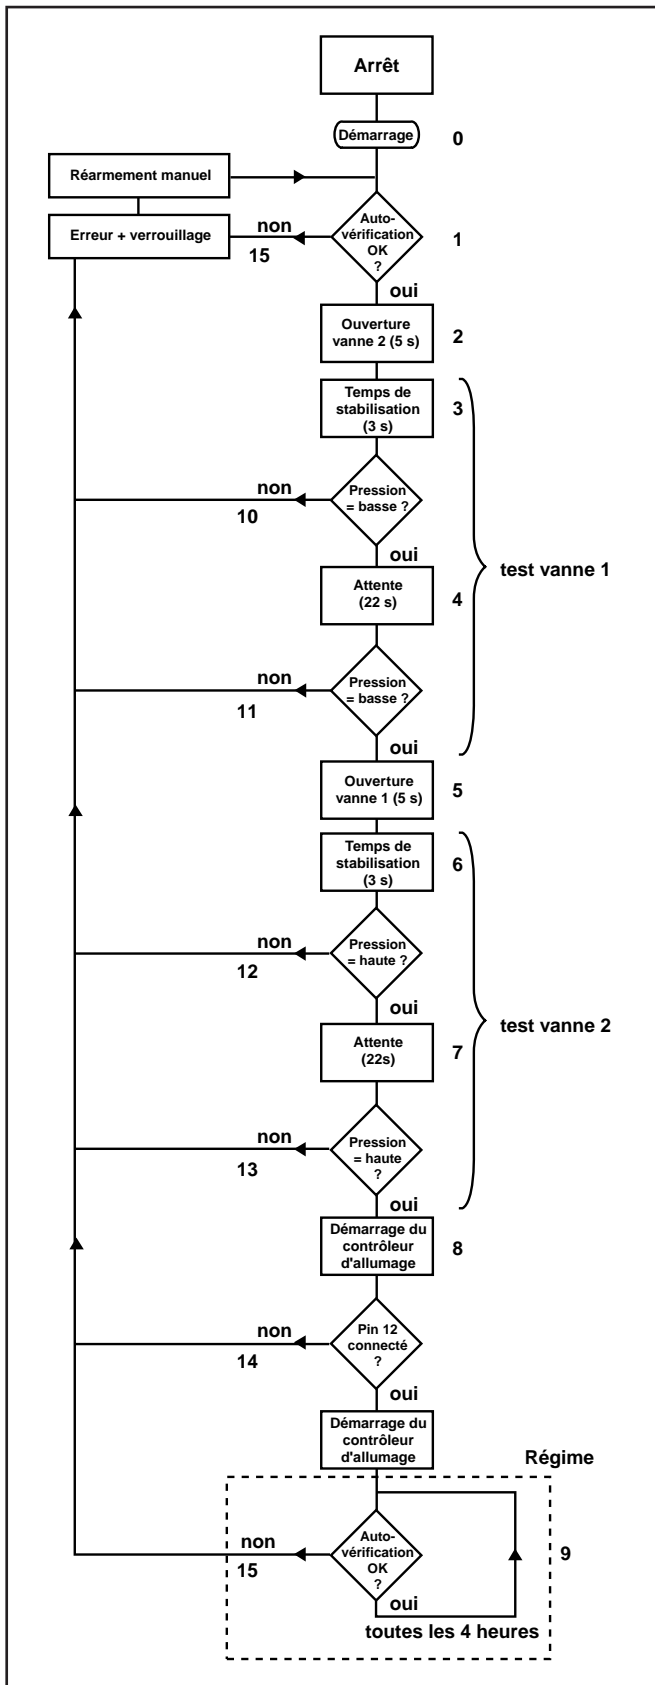 Arrêt
Démarrage
0
Réarmement manuel
Erreur + verrouillage
non
15
Auto-
vérification
OK
?
1
oui
Ouverture
vanne 2 (5 s)
2
Temps de
stabilisation
(3 s)
3
non
10
Pression
= basse ?
oui
test vanne 1
Attente
(22 s)
4
non
11
Pression
= basse ?
oui
Ouverture
vanne 1 (5 s)
5
Temps de
stabilisation
(3 s)
6
non
12
Pression
= haute ?
oui
test vanne 2
Attente
(22s)
7
non
13
Pression
= haute
?
oui
Démarrage du
contrôleur
d'allumage
8
non
14
Pin 12
connecté
?
oui
Démarrage du
contrôleur
d'allumage
Régime
non
15
Auto-
vérification
OK
?
9
oui
toutes les 4 heures